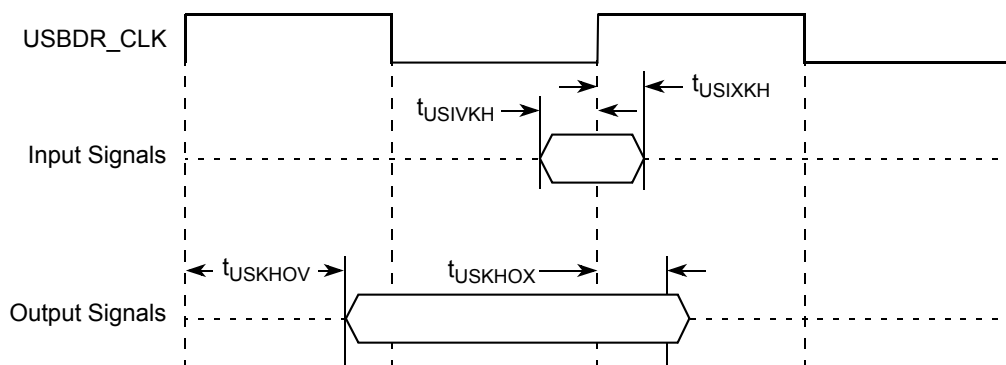 USBDR_CLK
tUSIXKH
tUSIVKH
Input Signals
tUSKHOV
tUSKHOX
Output Signals